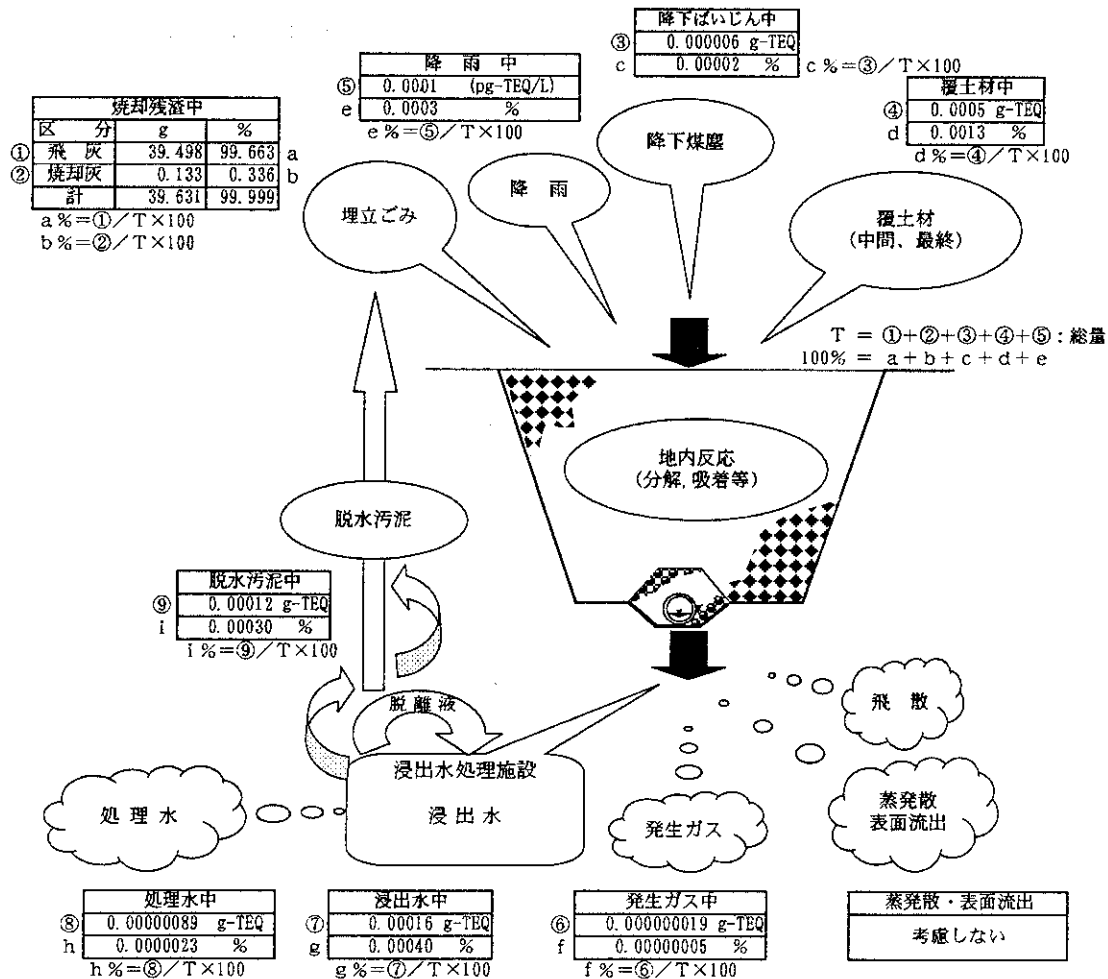 降下ばいじん中
③ 0.000006 g-TEQ
c 0.00002 % c%=③/T×100
降 雨 中
⑤ 0.0001 (pg-TEQ/L)
e 0.0003 %
e%=⑤/T×100
覆土材中
④ 0.0005 g-TEQ
d 0.0013 %
d%=④/T×100
焼却残渣中
区 分 g %
① 飛 灰 39.498 99.663 a
② 焼却灰 0.133 0.336 b
計 39.631 99.999
a%=①/T×100
b%=②/T×100
降下煤塵
降 雨
埋立ごみ
覆土材
(中間、最終)
T = ①+②+③+④+⑤:総量
100% = a+b+c+d+e
地内反応
(分解,吸着等)
脱水汚泥
脱水汚泥中
⑨ 0.00012 g-TEQ
i 0.00030 %
i%=⑨/T×100
脱離液
飛 散
浸出水処理施設
浸 出 水
処 理 水
発生ガス
蒸発散
表面流出
処理水中
⑧ 0.00000089 g-TEQ
h 0.0000023 %
h%=⑧/T×100
浸出水中
⑦ 0.00016 g-TEQ
g 0.00040 %
g%=⑦/T×100
発生ガス中
⑥ 0.000000019 g-TEQ
f 0.00000005 %
f%=⑥/T×100
蒸発散・表面流出
考慮しない